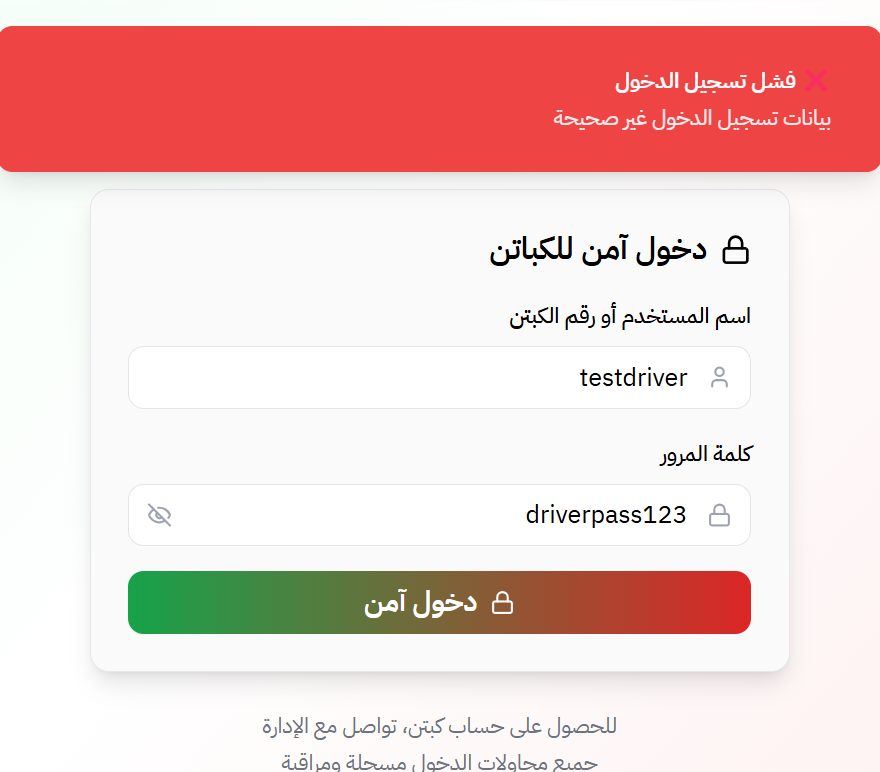 ❌ فشل تسجيل الدخول
بيانات تسجيل الدخول غير صحيحة
دخول آمن للكباتن
اسم المستخدم أو رقم الكبتن
testdriver
كلمة المرور
driverpass123
دخول آمن
للحصول على حساب كبتن، تواصل مع الإدارة
جميع محاولات الدخول مسجلة ومراقبة